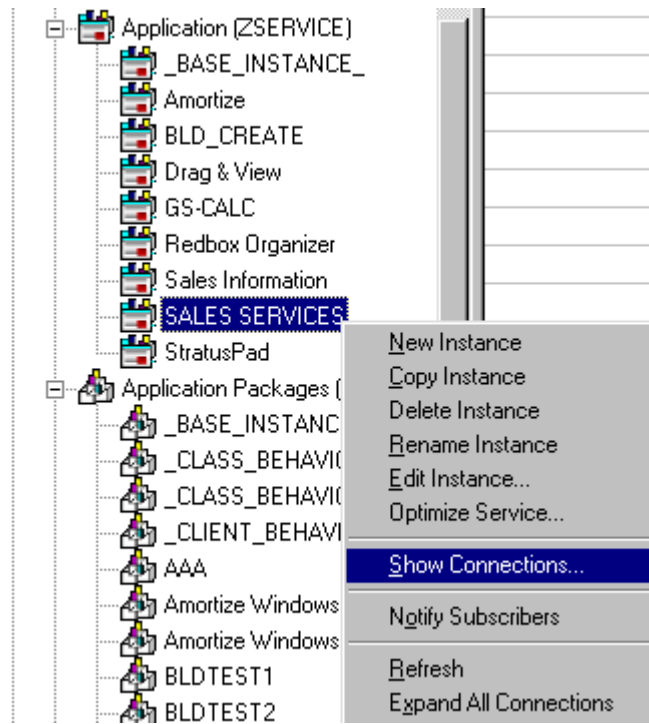 Application (ZSERVICE)
_BASE_INSTANCE_
Amortize
BLD_CREATE
Drag & View
GS-CALC
Redbox Organizer
Sales Information
SALES SERVICES
StratusPad
Application Packages (
_BASE_INSTANC
_CLASS_BEHAVI
_CLASS_BEHAVI
_CLIENT_BEHAVI
AAA
Amortize Windows
Amortize Windows
BLDTEST1
BLDTEST2
New Instance
Copy Instance
Delete Instance
Rename Instance
Edit Instance...
Optimize Service...
Show Connections...
Notify Subscribers
Refresh
Expand All Connections